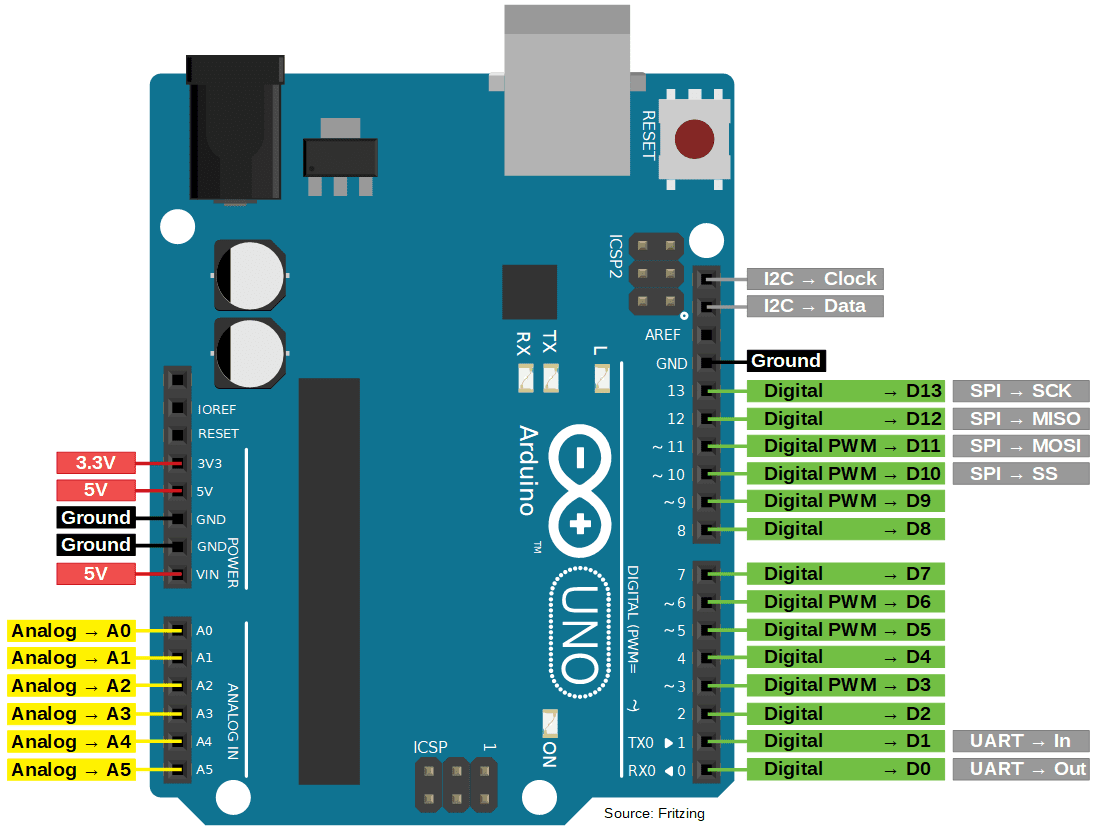 RESET
ICSP2
I2C → Clock
I2C → Data
AREF
GND
Ground
RX
TX
L
13
Digital → D13
SPI → SCK
12
Digital → D12
SPI → MISO
~ 11
Digital PWM → D11
SPI → MOSI
~ 10
Digital PWM → D10
SPI → SS
~ 9
Digital PWM → D9
8
Digital → D8
IOREF
RESET
3.3V
3V3
5V
5V
Ground
GND
Ground
GND
5V
VIN
POWER
Arduino
TM
UNO
DIGITAL (PWM= ~)
7
Digital → D7
~ 6
Digital PWM → D6
~ 5
Digital PWM → D5
4
Digital → D4
~ 3
Digital PWM → D3
2
Digital → D2
TX0 ▶ 1
Digital → D1
UART → In
RX0 ◀ 0
Digital → D0
UART → Out
Analog → A0
A0
Analog → A1
A1
Analog → A2
A2
Analog → A3
A3
Analog → A4
A4
Analog → A5
A5
ANALOG IN
ICSP
1
ON
Source: Fritzing